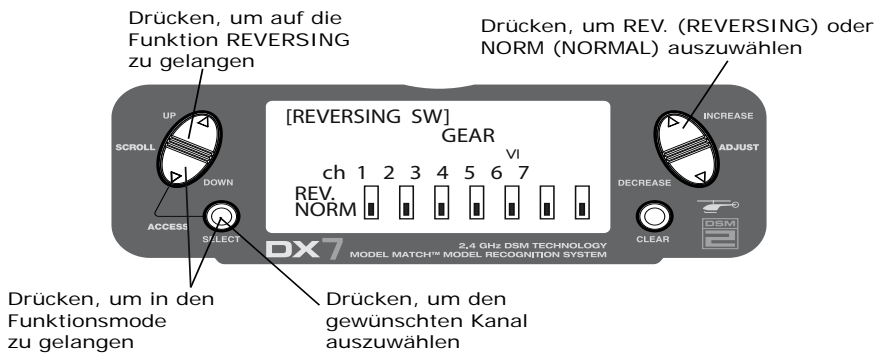 Drücken, um auf die
Funktion REVERSING
zu gelangen
Drücken, um REV. (REVERSING) oder
NORM (NORMAL) auszuwählen
UP
SCROLL
DOWN
ACCESS
SELECT
[REVERSING SW]
GEAR
VI
ch 1 2 3 4 5 6 7
REV.
NORM
INCREASE
ADJUST
DECREASE
CLEAR
DSM
2
DX7
2.4 GHz DSM TECHNOLOGY
MODEL MATCH™ MODEL RECOGNITION SYSTEM
Drücken, um in den
Funktionsmode
zu gelangen
Drücken, um den
gewünschten Kanal
auszuwählen